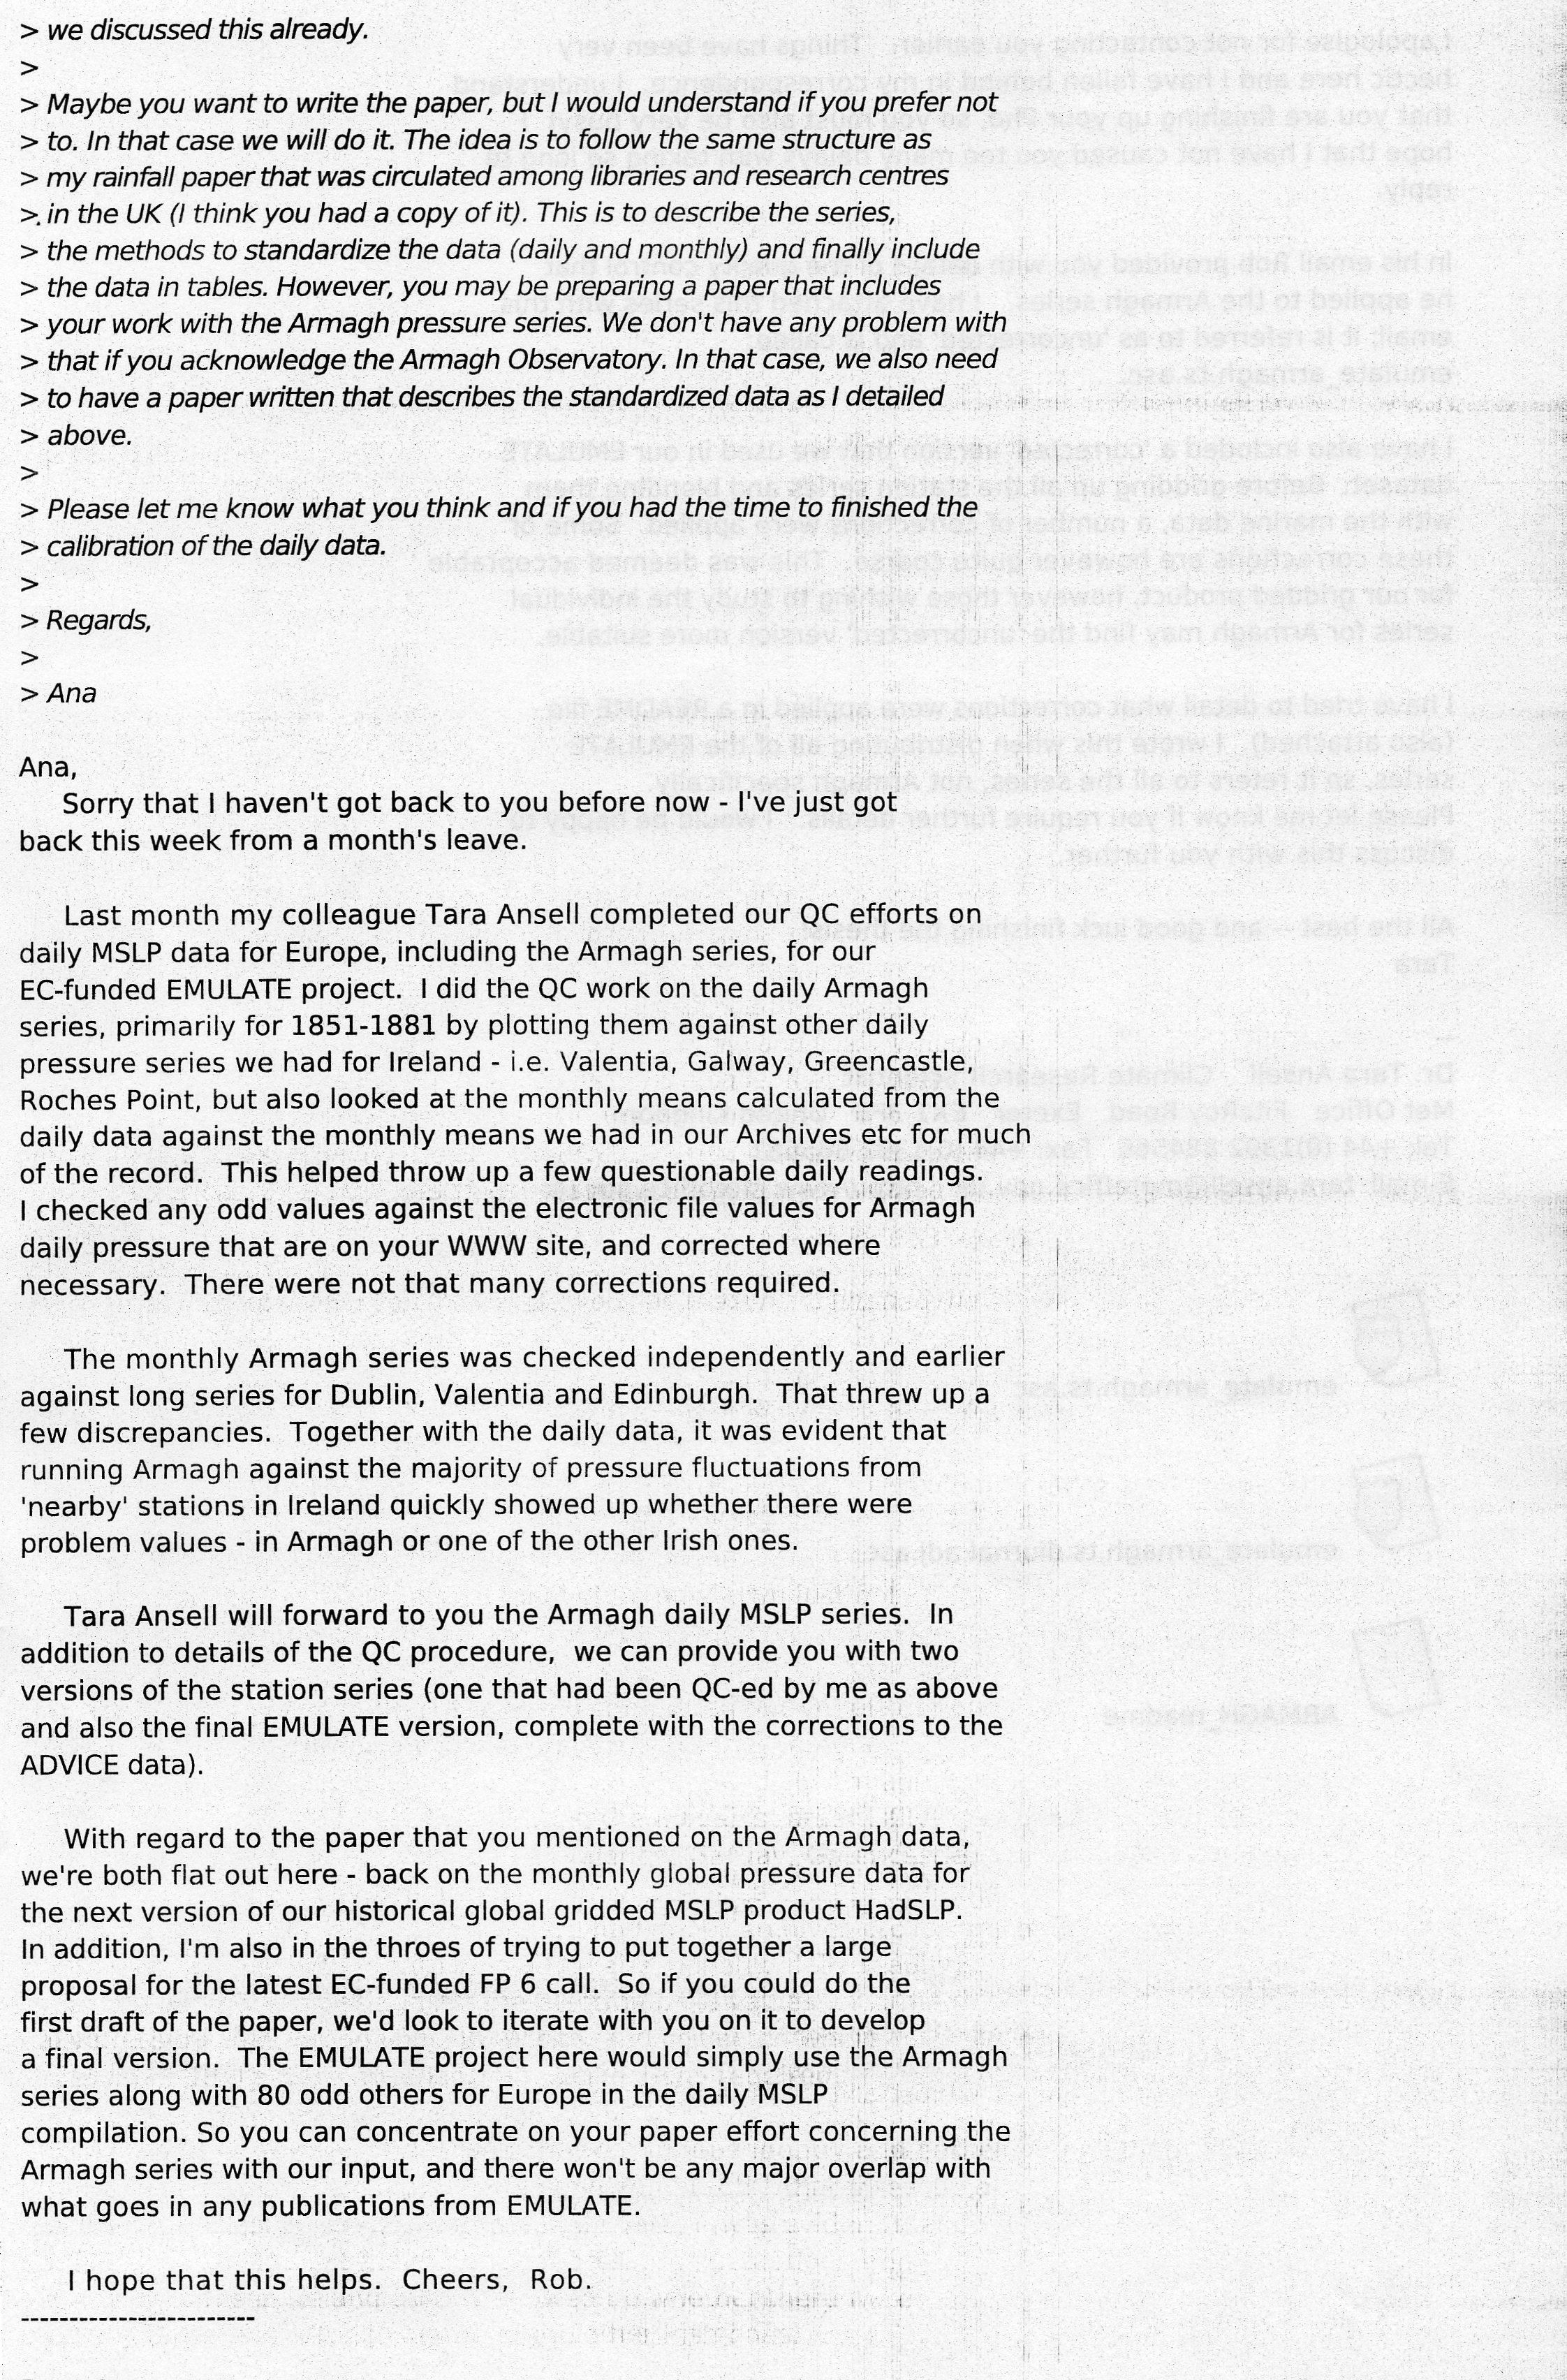 > we discussed this already.
>
> Maybe you want to write the paper, but I would understand if you prefer not
> to. In that case we will do it. The idea is to follow the same structure as
> my rainfall paper that was circulated among libraries and research centres
> in the UK (I think you had a copy of it). This is to describe the series,
> the methods to standardize the data (daily and monthly) and finally include
> the data in tables. However, you may be preparing a paper that includes
> your work with the Armagh pressure series. We don't have any problem with
> that if you acknowledge the Armagh Observatory. In that case, we also need
> to have a paper written that describes the standardized data as I detailed
> above.
>
> Please let me know what you think and if you had the time to finished the
> calibration of the daily data.
>
> Regards,
>
> Ana
Ana,
Sorry that I haven't got back to you before now - I've just got
back this week from a month's leave.
Last month my colleague Tara Ansell completed our QC efforts on
daily MSLP data for Europe, including the Armagh series, for our
EC-funded EMULATE project. I did the QC work on the daily Armagh
series, primarily for 1851-1881 by plotting them against other daily
pressure series we had for Ireland - i.e. Valentia, Galway, Greencastle,
Roches Point, but also looked at the monthly means calculated from the
daily data against the monthly means we had in our Archives etc for much
of the record. This helped throw up a few questionable daily readings.
I checked any odd values against the electronic file values for Armagh
daily pressure that are on your WWW site, and corrected where
necessary. There were not that many corrections required.
The monthly Armagh series was checked independently and earlier
against long series for Dublin, Valentia and Edinburgh. That threw up a
few discrepancies. Together with the daily data, it was evident that
running Armagh against the majority of pressure fluctuations from
'nearby' stations in Ireland quickly showed up whether there were
problem values - in Armagh or one of the other Irish ones.
Tara Ansell will forward to you the Armagh daily MSLP series. In
addition to details of the QC procedure, we can provide you with two
versions of the station series (one that had been QC-ed by me as above
and also the final EMULATE version, complete with the corrections to the
ADVICE data).
With regard to the paper that you mentioned on the Armagh data,
we're both flat out here - back on the monthly global pressure data for
the next version of our historical global gridded MSLP product HadSLP.
In addition, I'm also in the throes of trying to put together a large
proposal for the latest EC-funded FP 6 call. So if you could do the
first draft of the paper, we'd look to iterate with you on it to develop
a final version. The EMULATE project here would simply use the Armagh
series along with 80 odd others for Europe in the daily MSLP
compilation. So you can concentrate on your paper effort concerning the
Armagh series with our input, and there won't be any major overlap with
what goes in any publications from EMULATE.
I hope that this helps. Cheers, Rob.
------------------------